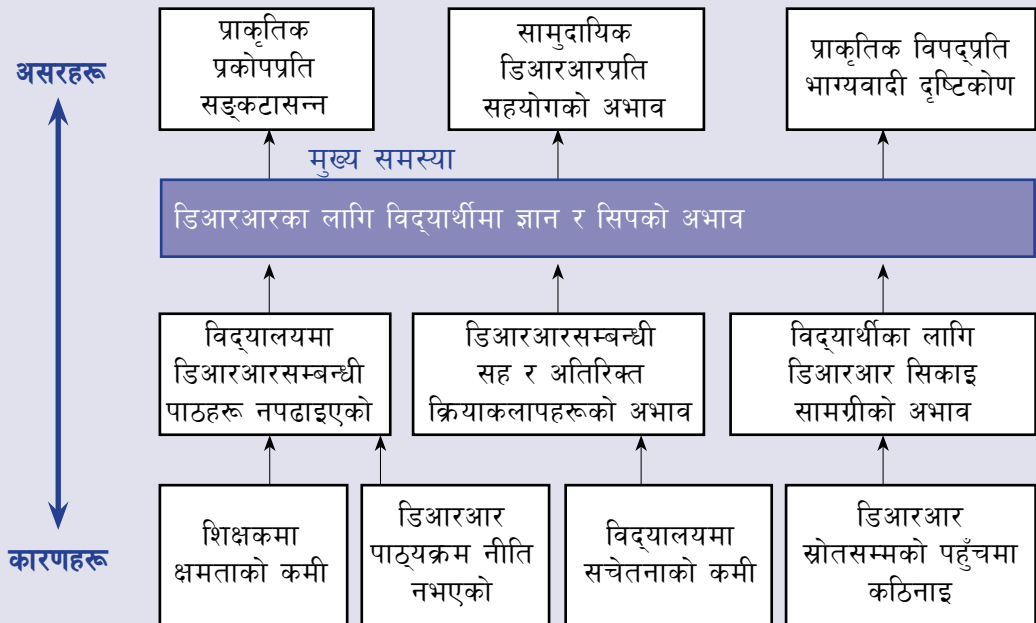 असरहरू
प्राकृतिक
प्रकोपप्रति
सङ्कटासन्न
सामुदायिक
डिआरआरप्रति
सहयोगको अभाव
प्राकृतिक विपद्प्रति
भाग्यवादी दृष्टिकोण
मुख्य समस्या
डिआरआरका लागि विद्यार्थीमा ज्ञान र सिपको अभाव
विद्यालयमा
डिआरआरसम्बन्धी
पाठहरू नपढाइएको
डिआरआरसम्बन्धी
सह र अतिरिक्त
क्रियाकलापहरूको अभाव
विद्यार्थीका लागि
डिआरआर सिकाइ
सामग्रीको अभाव
कारणहरू
शिक्षकमा
क्षमताको कमी
डिआरआर
पाठ्यक्रम नीति
नभएको
विद्यालयमा
सचेतनाको कमी
डिआरआर
स्रोतसम्मको पहुँचमा
कठिनाइ